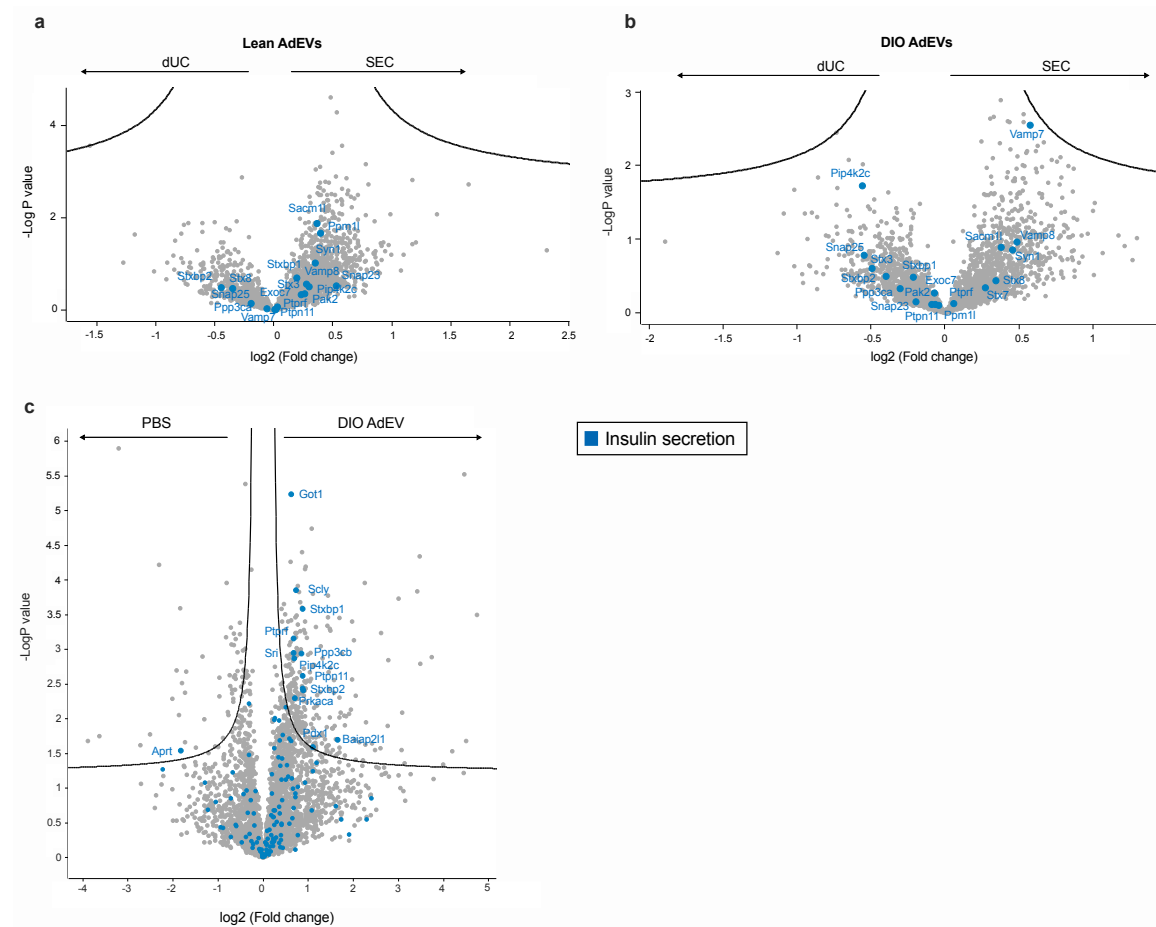 a
Lean AdEVs
dUC
SEC
4
2
0
-Log P value
Sacm1l
Ppm1l
Syn1
Stxbp1
Vamp8
Snap23
Stxbp2
Stx8
Stx3
Pip4k2c
Snap25
Exoc7
Pak2
Ppp3ca
Ptprf
Vamp7
Ptpn11
-1.5
-1
-0.5
0
0.5
1
1.5
2
2.5
log2 (Fold change)
b
DIO AdEVs
dUC
SEC
3
2
1
0
-Log P value
Vamp7
Pip4k2c
Snap25
Sacm1l
Vamp8
Stx3
Syn1
Stxbp2
Stxbp1
Exoc7
Stx8
Ppp3ca
Pak2
Ptprf
Stx7
Snap23
Ptpn11
Ppm1l
-2
-1.5
-1
-0.5
0
0.5
1
log2 (Fold change)
c
PBS
DIO AdEV
6
5.5
5
4.5
4
3.5
3
2.5
2
1.5
1
0.5
0
-LogP value
Got1
Scly
Stxbp1
Ptprf
Sri
Ppp3cb
Pip4k2c
Ptpn11
Stxbp2
Prkaca
Pdx1
Baiap2l1
Aprt
-4
-3
-2
-1
0
1
2
3
4
5
log2 (Fold change)
Insulin secretion